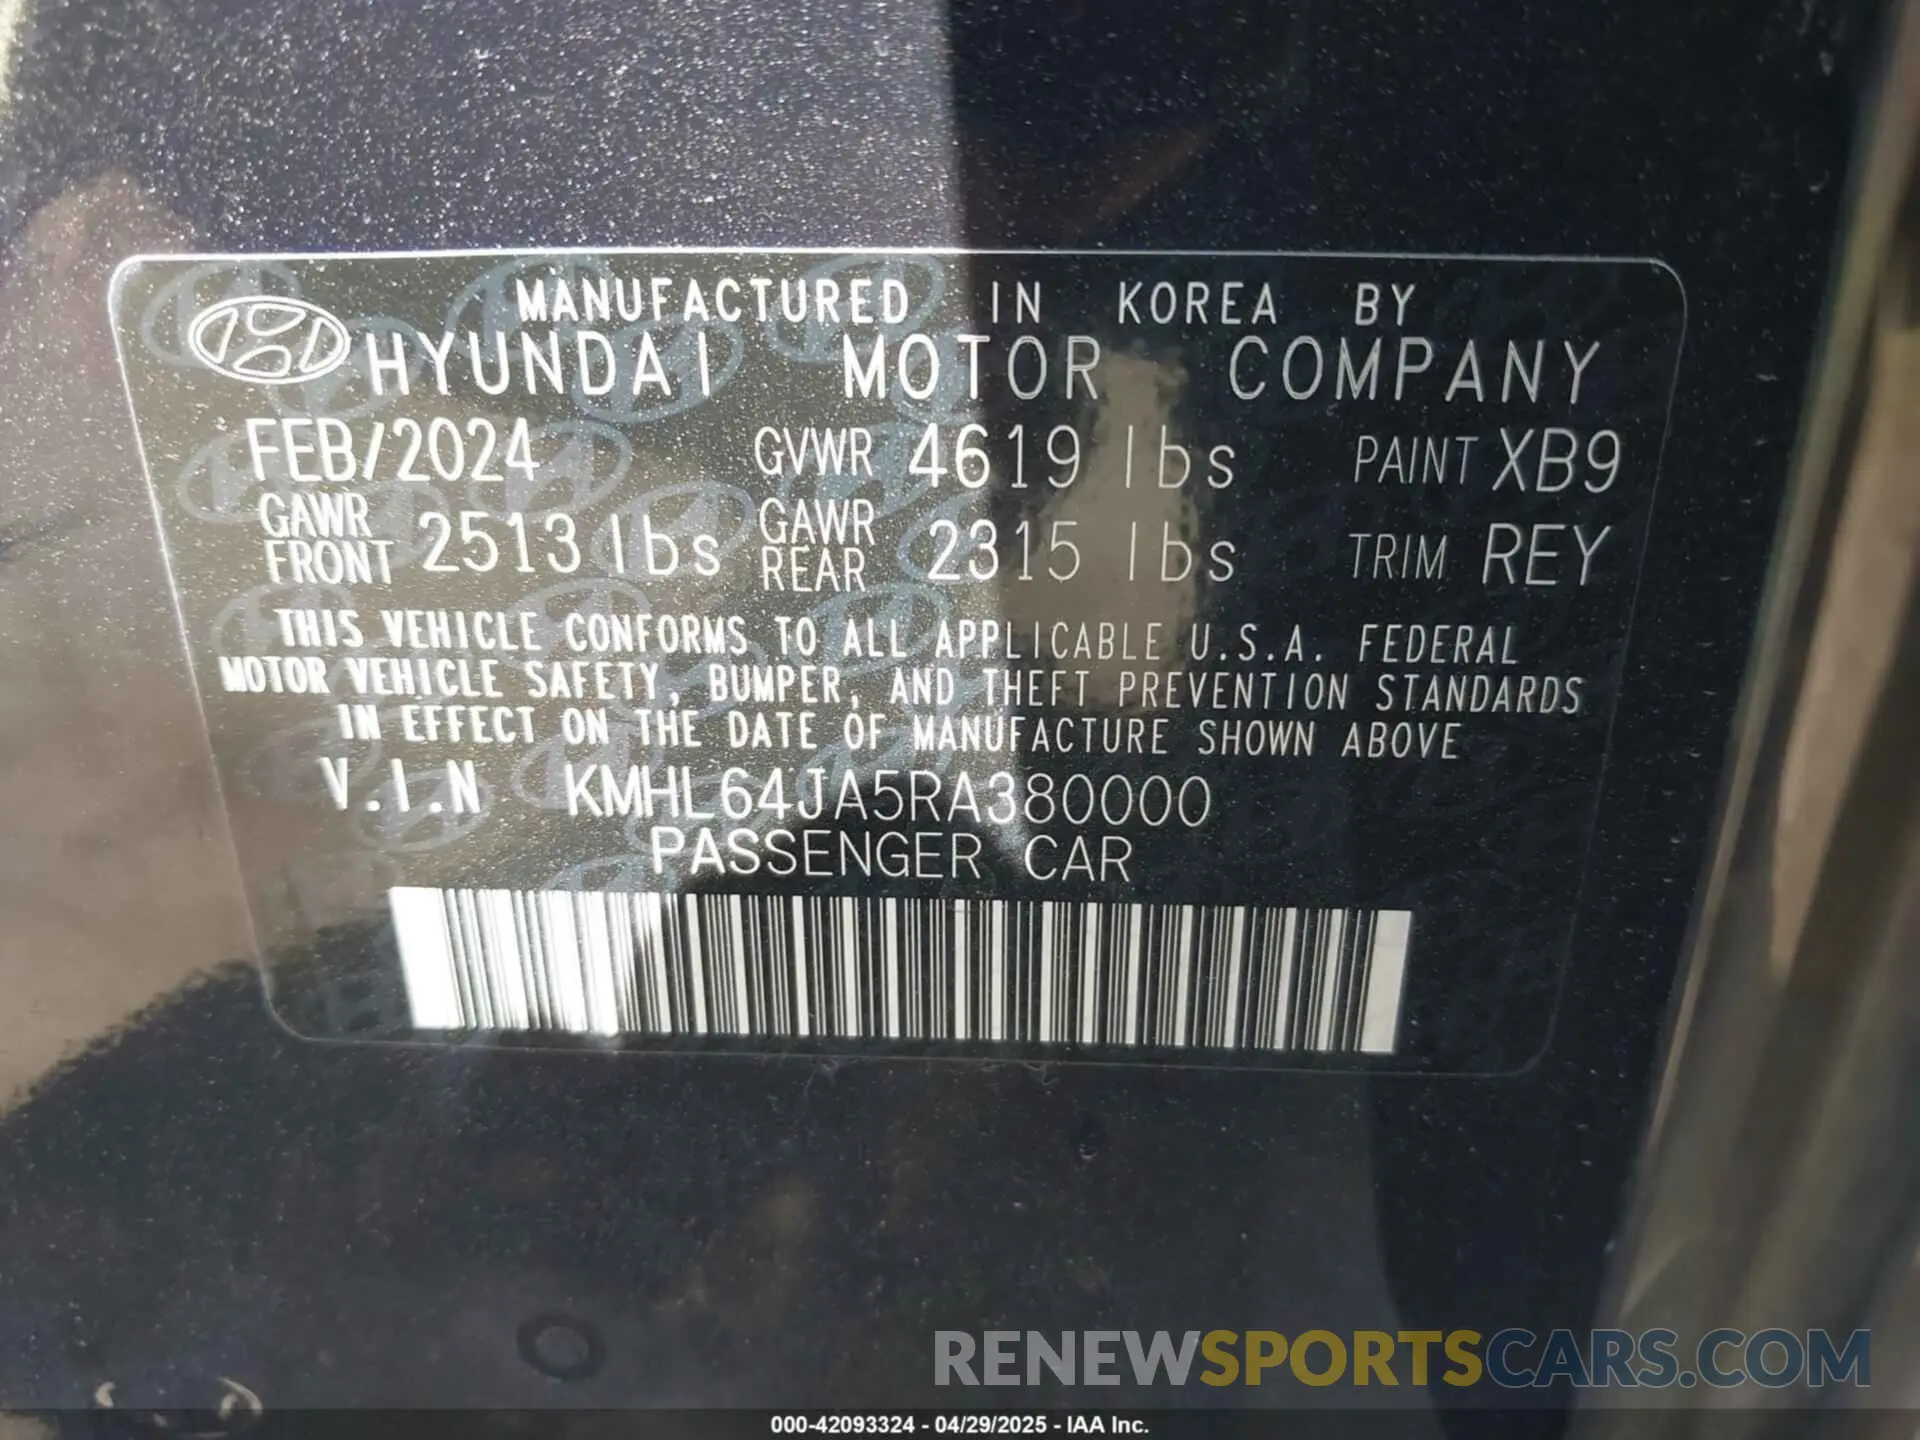 MANUFACTURED IN KOREA BY
HYUNDAI MOTOR COMPANY
FEB/2024 GVWR 4619 lbs PAINT XB9
GAWR FRONT 2513 lbs GAWR REAR 2315 lbs TRIM REY
THIS VEHICLE CONFORMS TO ALL APPLICABLE U.S.A. FEDERAL
MOTOR VEHICLE SAFETY, BUMPER, AND THEFT PREVENTION STANDARDS
IN EFFECT ON THE DATE OF MANUFACTURE SHOWN ABOVE
V.I.N KMHL64JA5RA380000
PASSENGER CAR
RENEWSPORTSCARS.COM
000-42093324 - 04/29/2025 - IAA Inc.